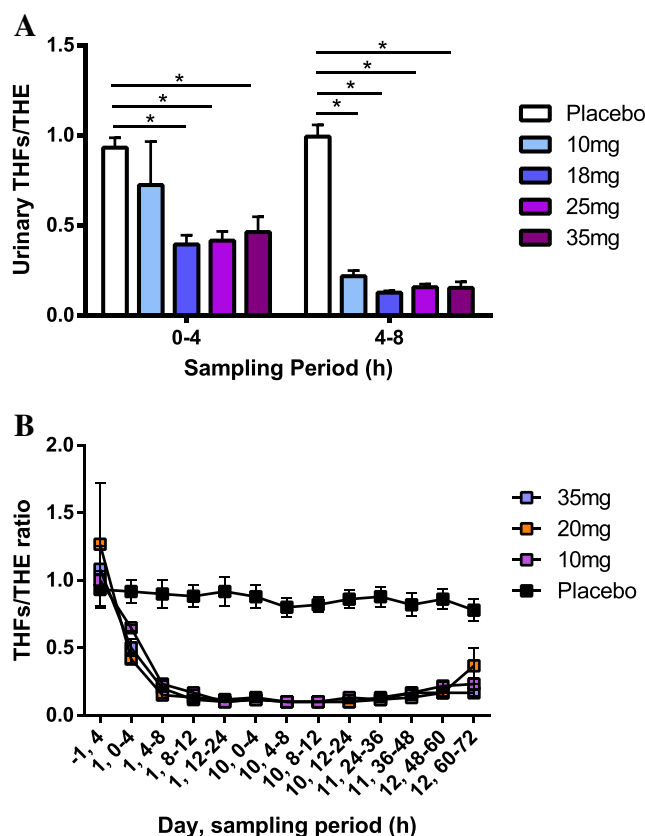 A
1.5
1.0
0.5
0.0
Urinary THFs/THE
* * *
* * * *
0-4
4-8
Sampling Period (h)
Placebo
10mg
18mg
25mg
35mg
B
2.0
1.5
1.0
0.5
0.0
THFs/THE ratio
35mg
20mg
10mg
Placebo
-1, 4
1, 0-4
1, 4-8
1, 8-12
1, 12-24
10, 0-4
10, 4-8
10, 8-12
10, 12-24
11, 24-36
11, 36-48
12, 48-60
12, 60-72
Day, sampling period (h)